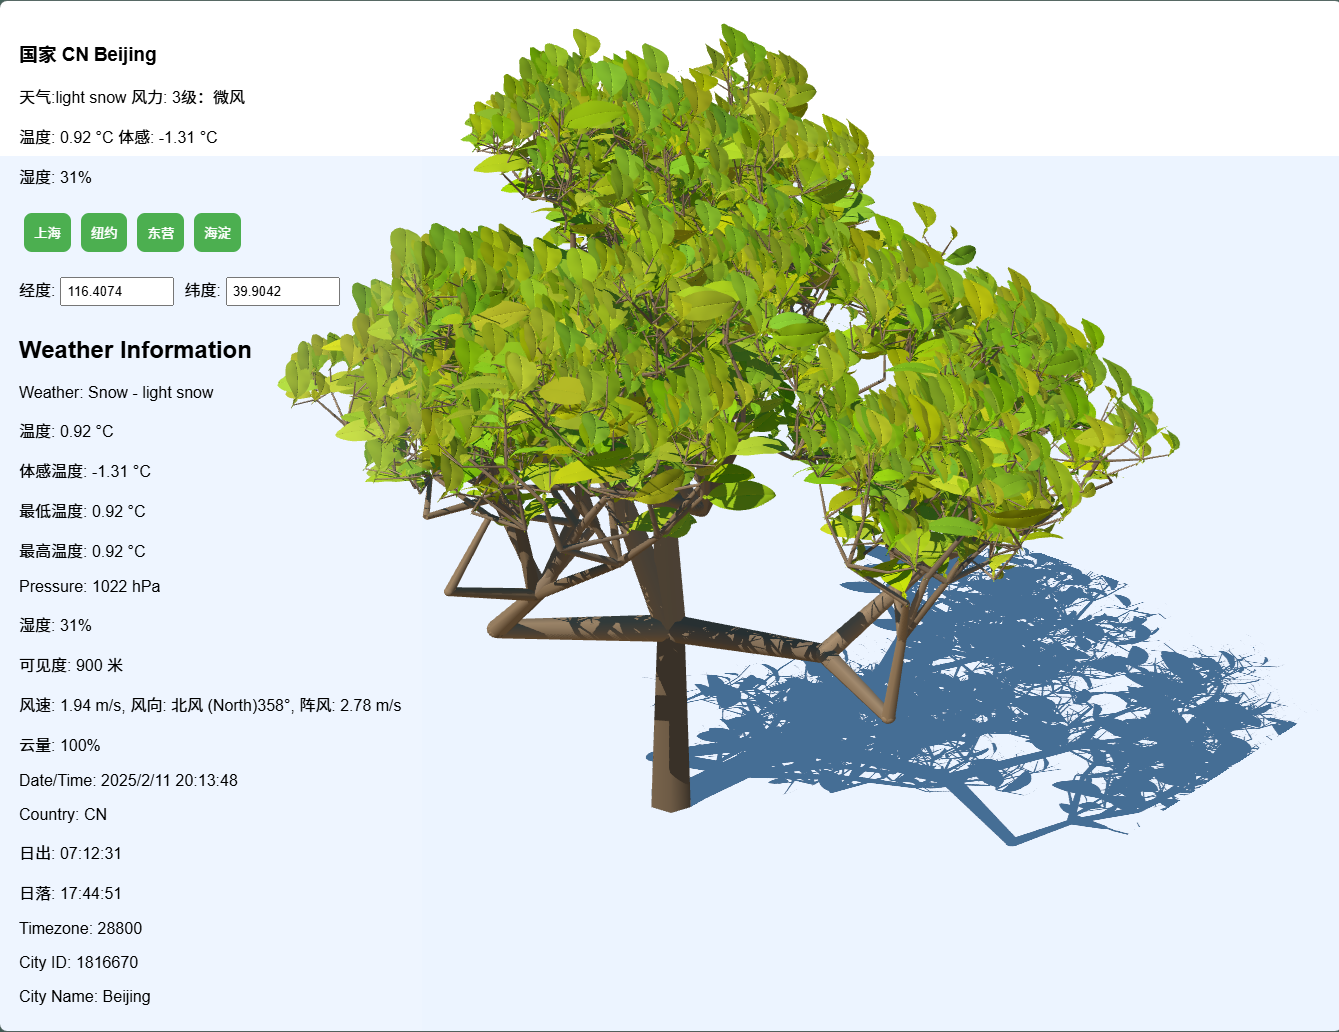 国家 CN Beijing
天气:light snow 风力: 3级：微风
温度: 0.92 °C 体感: -1.31 °C
湿度: 31%
上海 纽约 东营 海淀
经度: 116.4074 纬度: 39.9042
Weather Information
Weather: Snow - light snow
温度: 0.92 °C
体感温度: -1.31 °C
最低温度: 0.92 °C
最高温度: 0.92 °C
Pressure: 1022 hPa
湿度: 31%
可见度: 900 米
风速: 1.94 m/s, 风向: 北风 (North)358°, 阵风: 2.78 m/s
云量: 100%
Date/Time: 2025/2/11 20:13:48
Country: CN
日出: 07:12:31
日落: 17:44:51
Timezone: 28800
City ID: 1816670
City Name: Beijing